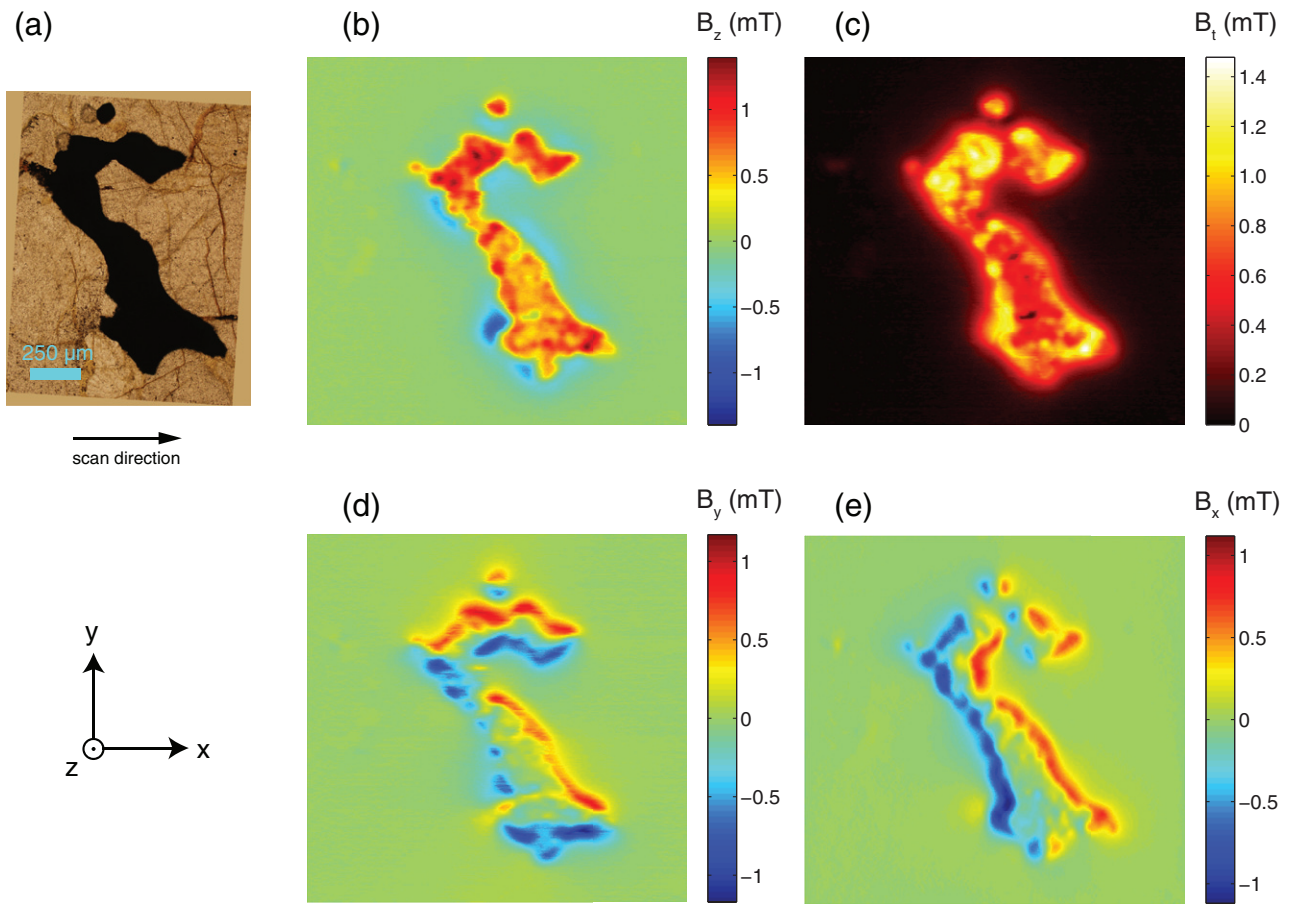 (a)
(b)
B_z (mT)
(c)
B_t (mT)
1
0.5
0
−0.5
−1
1.4
1.2
1.0
0.8
0.6
0.4
0.2
0
250 µm
scan direction
(d)
B_y (mT)
(e)
B_x (mT)
1
0.5
0
−0.5
−1
1
0.5
0
−0.5
−1
y
x
z